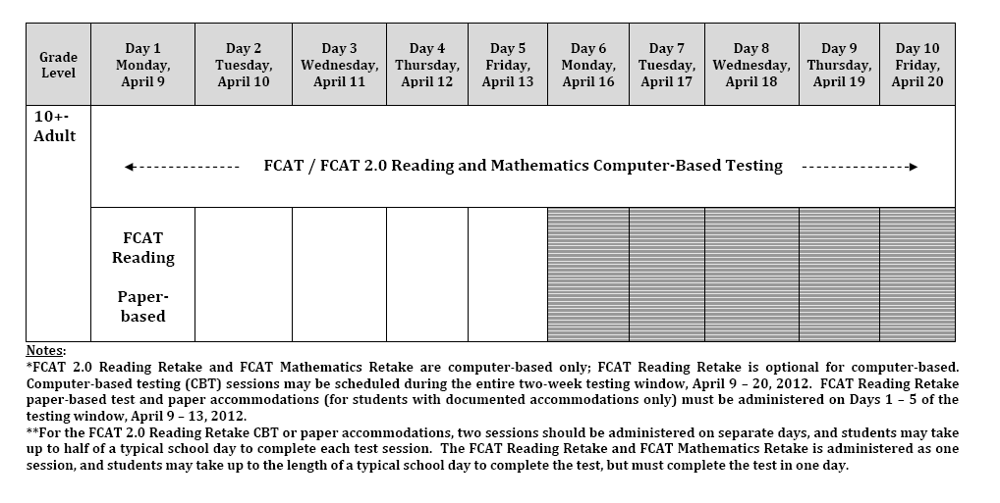 Grade Level
Day 1 Monday, April 9
Day 2 Tuesday, April 10
Day 3 Wednesday, April 11
Day 4 Thursday, April 12
Day 5 Friday, April 13
Day 6 Monday, April 16
Day 7 Tuesday, April 17
Day 8 Wednesday, April 18
Day 9 Thursday, April 19
Day 10 Friday, April 20
10+-
Adult
FCAT / FCAT 2.0 Reading and Mathematics Computer-Based Testing
FCAT
Reading
Paper-
based
Notes:
*FCAT 2.0 Reading Retake and FCAT Mathematics Retake are computer-based only; FCAT Reading Retake is optional for computer-based.
Computer-based testing (CBT) sessions may be scheduled during the entire two-week testing window, April 9 – 20, 2012. FCAT Reading Retake
paper-based test and paper accommodations (for students with documented accommodations only) must be administered on Days 1 – 5 of the
testing window, April 9 – 13, 2012.
**For the FCAT 2.0 Reading Retake CBT or paper accommodations, two sessions should be administered on separate days, and students may take
up to half of a typical school day to complete each test session. The FCAT Reading Retake and FCAT Mathematics Retake is administered as one
session, and students may take up to the length of a typical school day to complete the test, but must complete the test in one day.